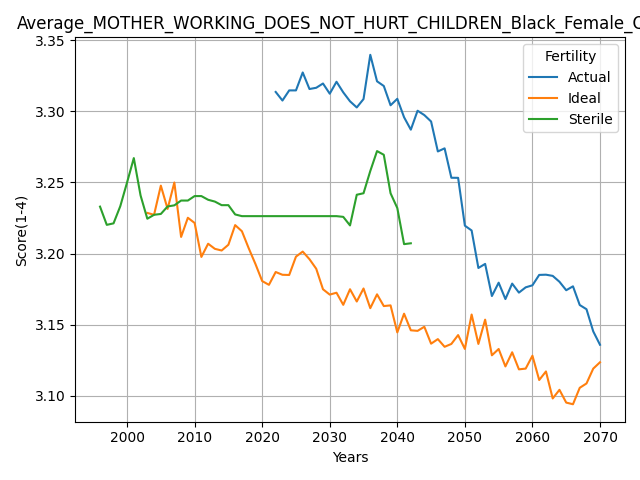 Average_MOTHER_WORKING_DOES_NOT_HURT_CHILDREN_Black_Female_
Fertility
Actual
Ideal
Sterile
3.35
3.30
3.25
3.20
3.15
3.10
Score(1-4)
2000 2010 2020 2030 2040 2050 2060 2070
Years